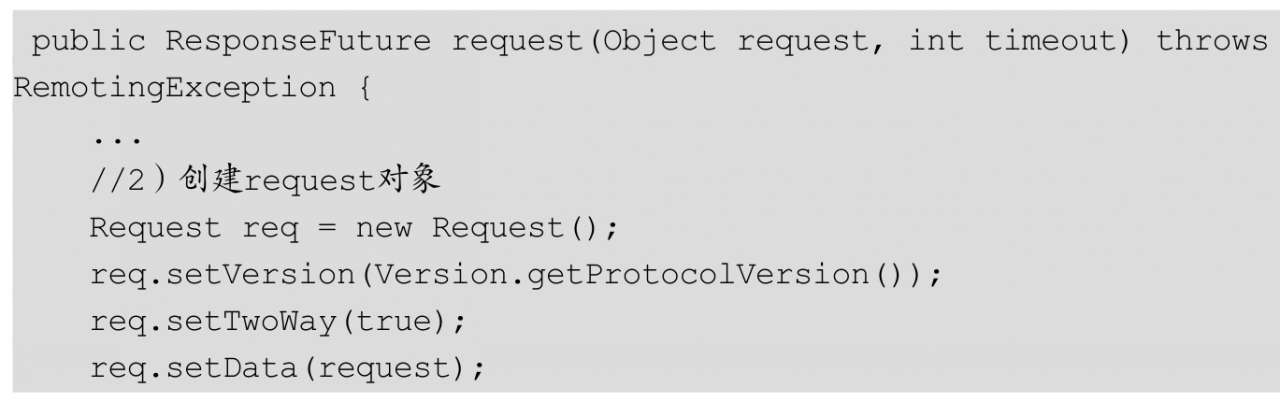 public ResponseFuture request(Object request, int timeout) throws
RemotingException {
...
//2）创建request对象
Request req = new Request();
req.setVersion(Version.getProtocolVersion());
req.setTwoWay(true);
req.setData(request);